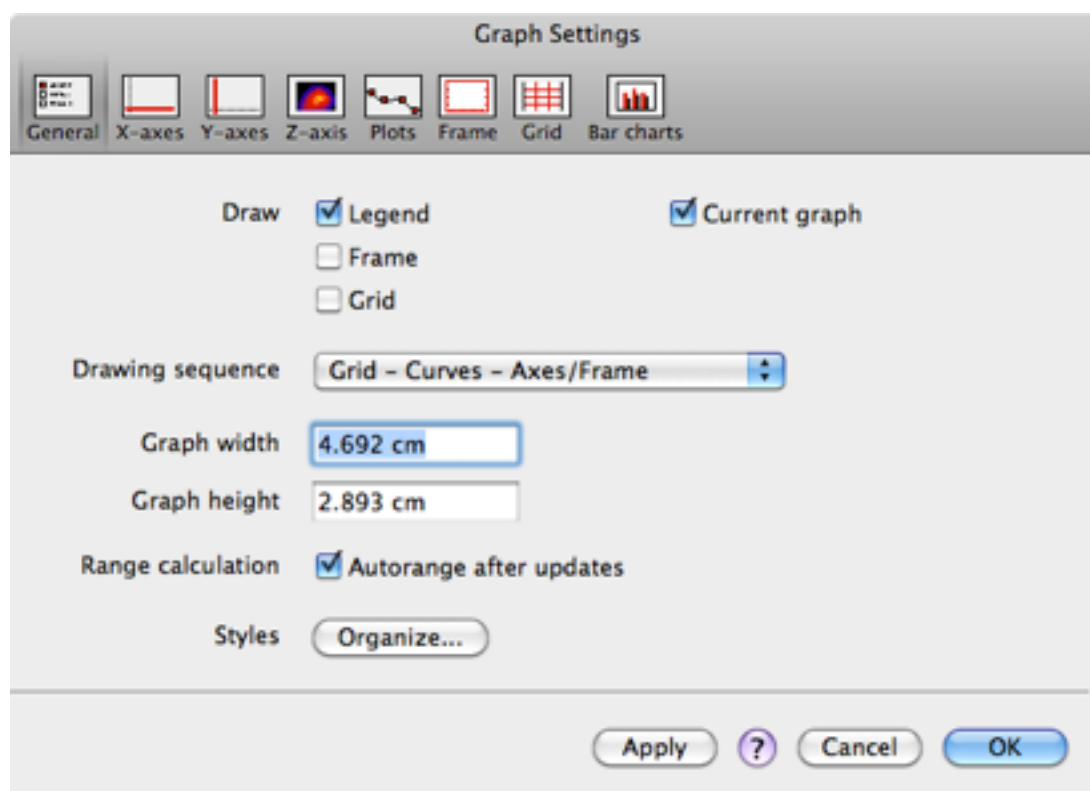 Graph Settings
General X-axes Y-axes Z-axis Plots Frame Grid Bar charts
Draw Legend Current graph
Frame
Grid
Drawing sequence Grid – Curves – Axes/Frame
Graph width 4.692 cm
Graph height 2.893 cm
Range calculation Autorange after updates
Styles Organize...
Apply ? Cancel OK